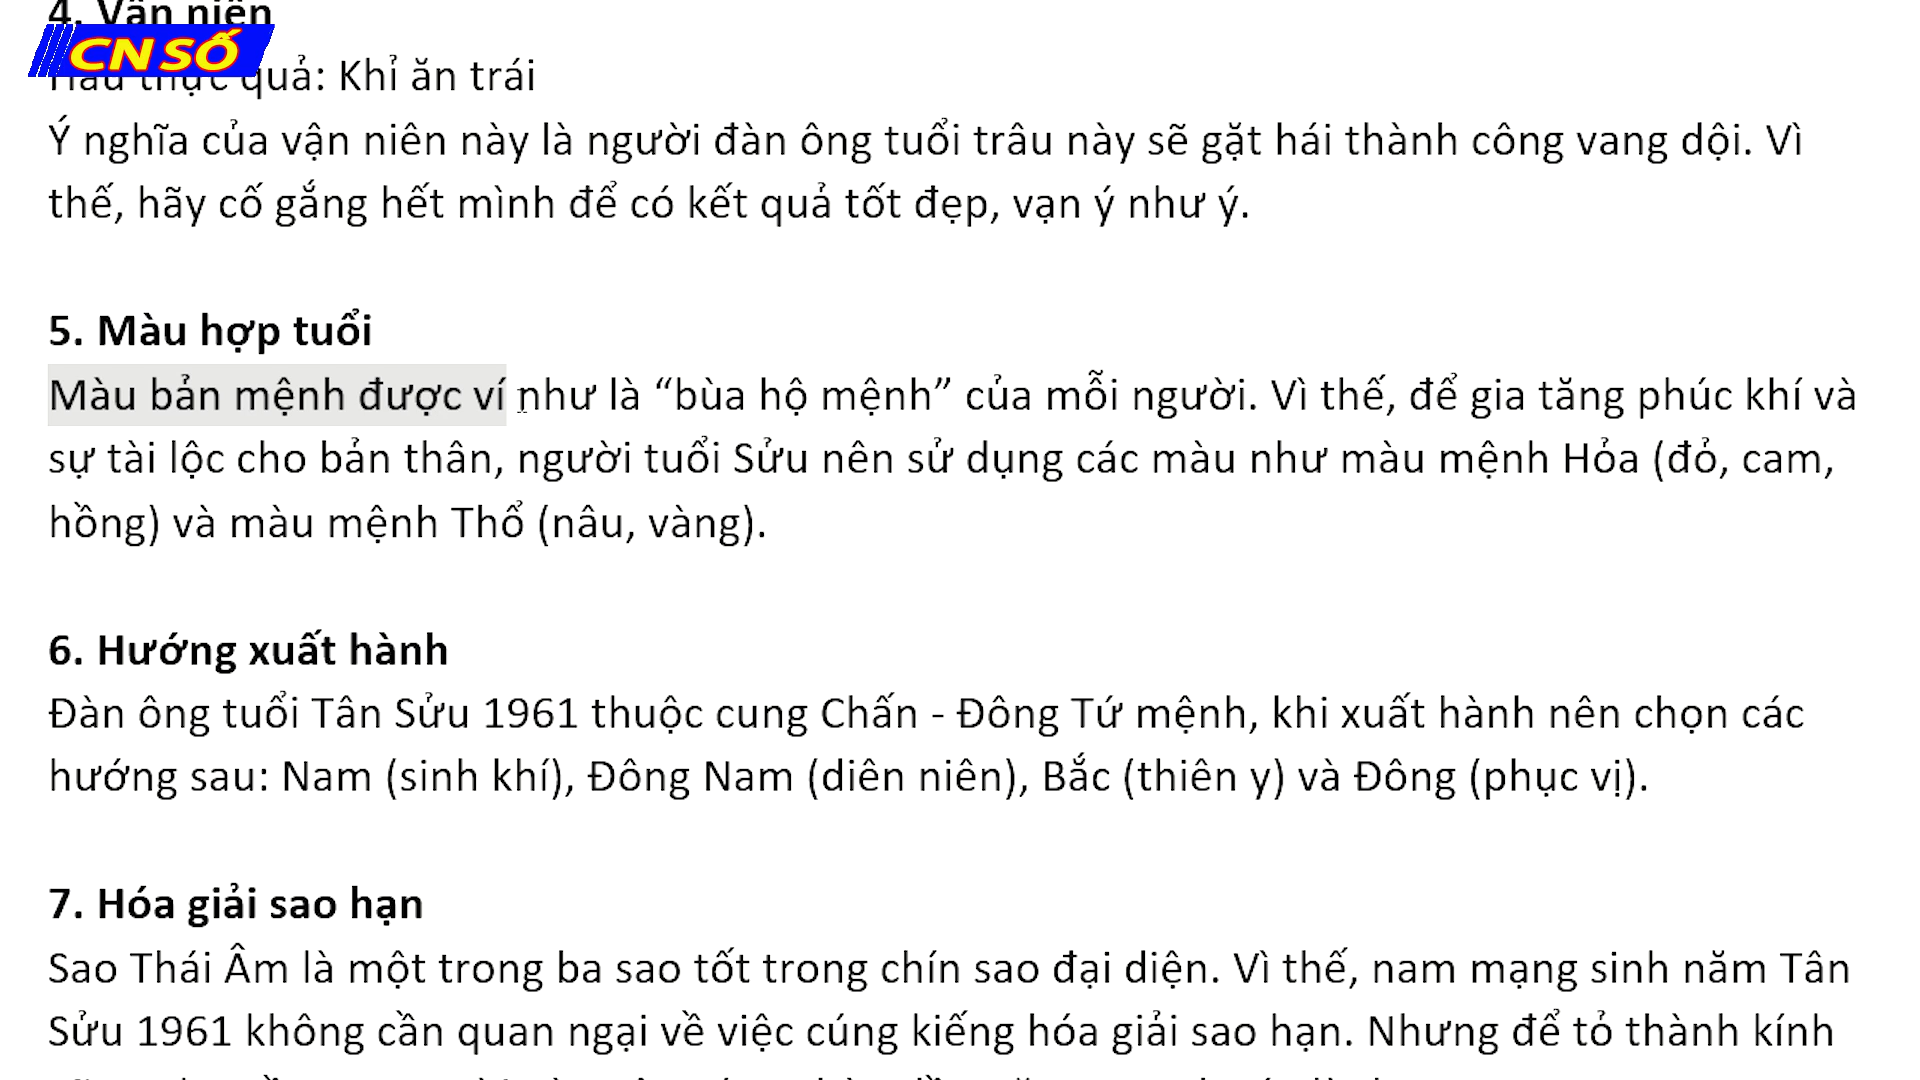 4. Vận niên
CN SỐ
Hầu thực quả: Khỉ ăn trái
Ý nghĩa của vận niên này là người đàn ông tuổi trâu này sẽ gặt hái thành công vang dội. Vì
thế, hãy cố gắng hết mình để có kết quả tốt đẹp, vạn ý như ý.
5. Màu hợp tuổi
Màu bản mệnh được ví như là “bùa hộ mệnh” của mỗi người. Vì thế, để gia tăng phúc khí và
sự tài lộc cho bản thân, người tuổi Sửu nên sử dụng các màu như màu mệnh Hỏa (đỏ, cam,
hồng) và màu mệnh Thổ (nâu, vàng).
6. Hướng xuất hành
Đàn ông tuổi Tân Sửu 1961 thuộc cung Chấn - Đông Tứ mệnh, khi xuất hành nên chọn các
hướng sau: Nam (sinh khí), Đông Nam (diên niên), Bắc (thiên y) và Đông (phục vị).
7. Hóa giải sao hạn
Sao Thái Âm là một trong ba sao tốt trong chín sao đại diện. Vì thế, nam mạng sinh năm Tân
Sửu 1961 không cần quan ngại về việc cúng kiếng hóa giải sao hạn. Nhưng để tỏ thành kính